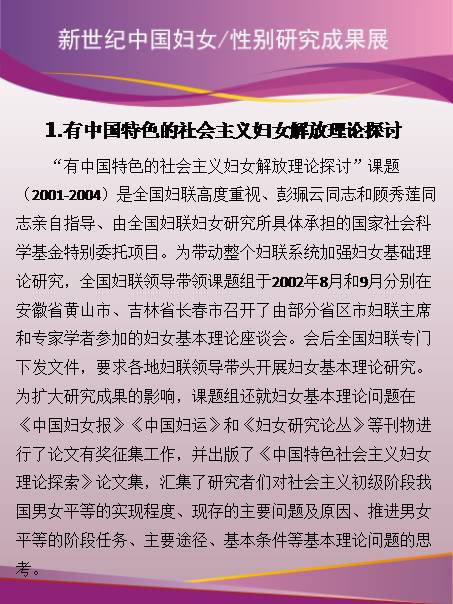 新世纪中国妇女/性别研究成果展
1.有中国特色的社会主义妇女解放理论探讨
“有中国特色的社会主义妇女解放理论探讨”课题
（2001-2004）是全国妇联高度重视、彭珮云同志和顾秀莲同
志亲自指导、由全国妇联妇女研究所具体承担的国家社会科
学基金特别委托项目。为带动整个妇联系统加强妇女基础理
论研究，全国妇联领导带领课题组于2002年8月和9月分别在
安徽省黄山市、吉林省长春市召开了由部分省区市妇联主席
和专家学者参加的妇女基本理论座谈会。会后全国妇联专门
下发文件，要求各地妇联领导带头开展妇女基本理论研究。
为扩大研究成果的影响，课题组还就妇女基本理论问题在
《中国妇女报》《中国妇运》和《妇女研究论丛》等刊物进
行了论文有奖征集工作，并出版了《中国特色社会主义妇女
理论探索》论文集，汇集了研究者们对社会主义初级阶段我
国男女平等的实现程度、现存的主要问题及原因、推进男女
平等的阶段任务、主要途径、基本条件等基本理论问题的思
考。